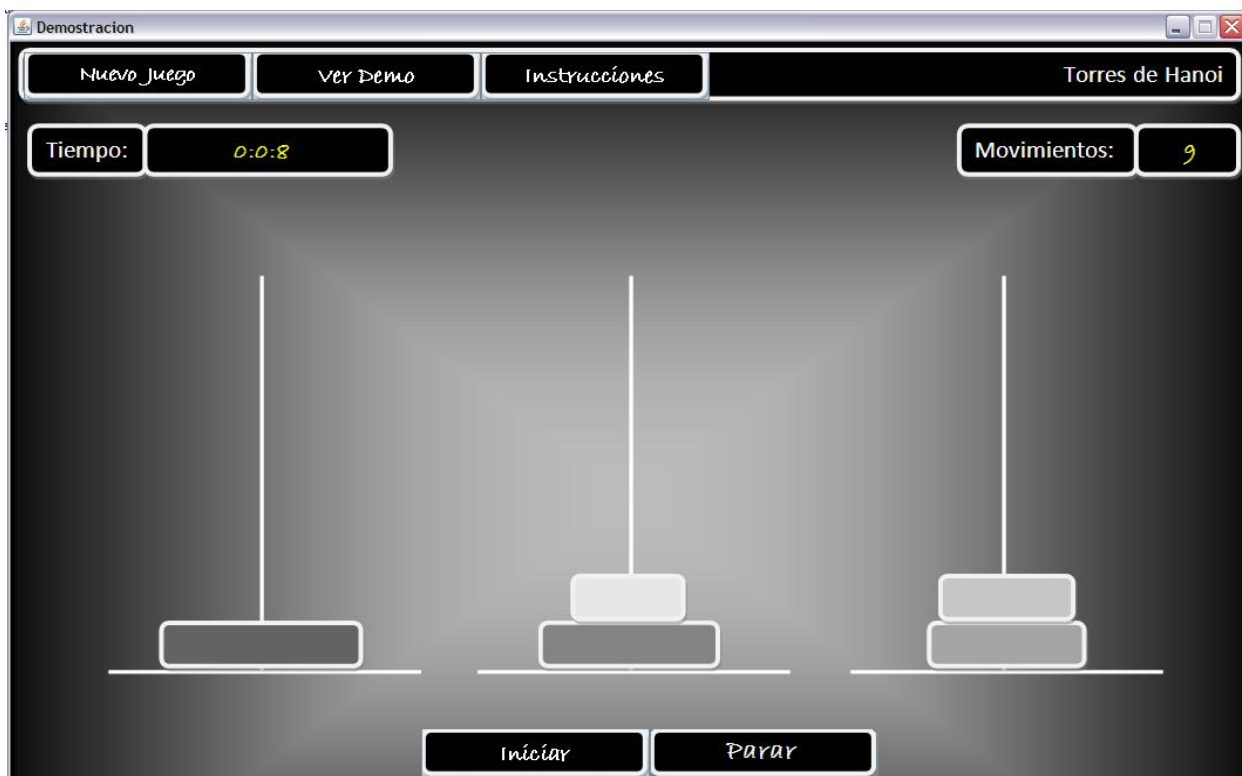 Demostracion
Nuevo Juego Ver Demo Instrucciones Torres de Hanoi
Tiempo: 0:0:8 Movimientos: 9
Iniciar Parar